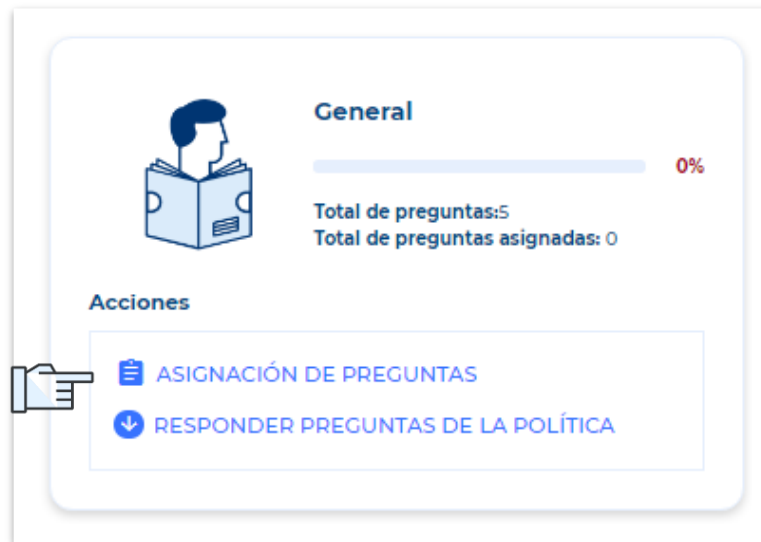 General
0%
Total de preguntas:5
Total de preguntas asignadas: 0
Acciones
ASIGNACIÓN DE PREGUNTAS
RESPONDER PREGUNTAS DE LA POLÍTICA